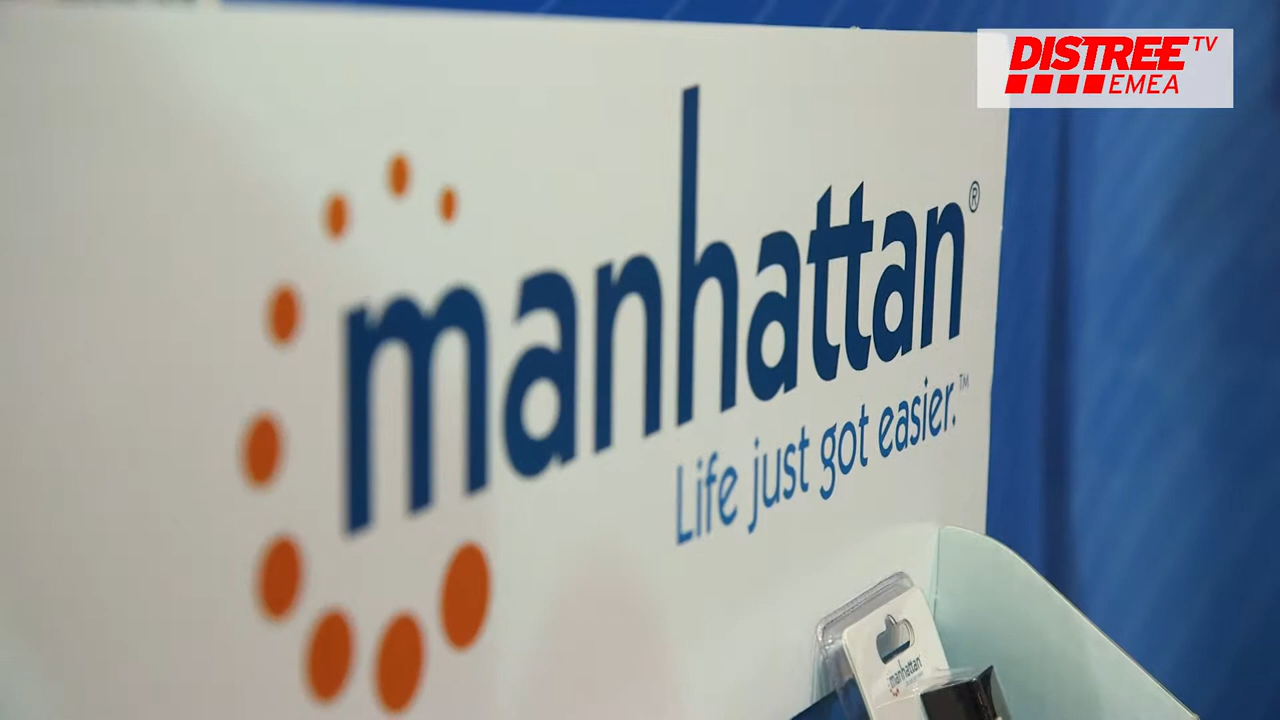 DISTREE TV
EMEA
manhattan®
Life just got easier.™
manhattan